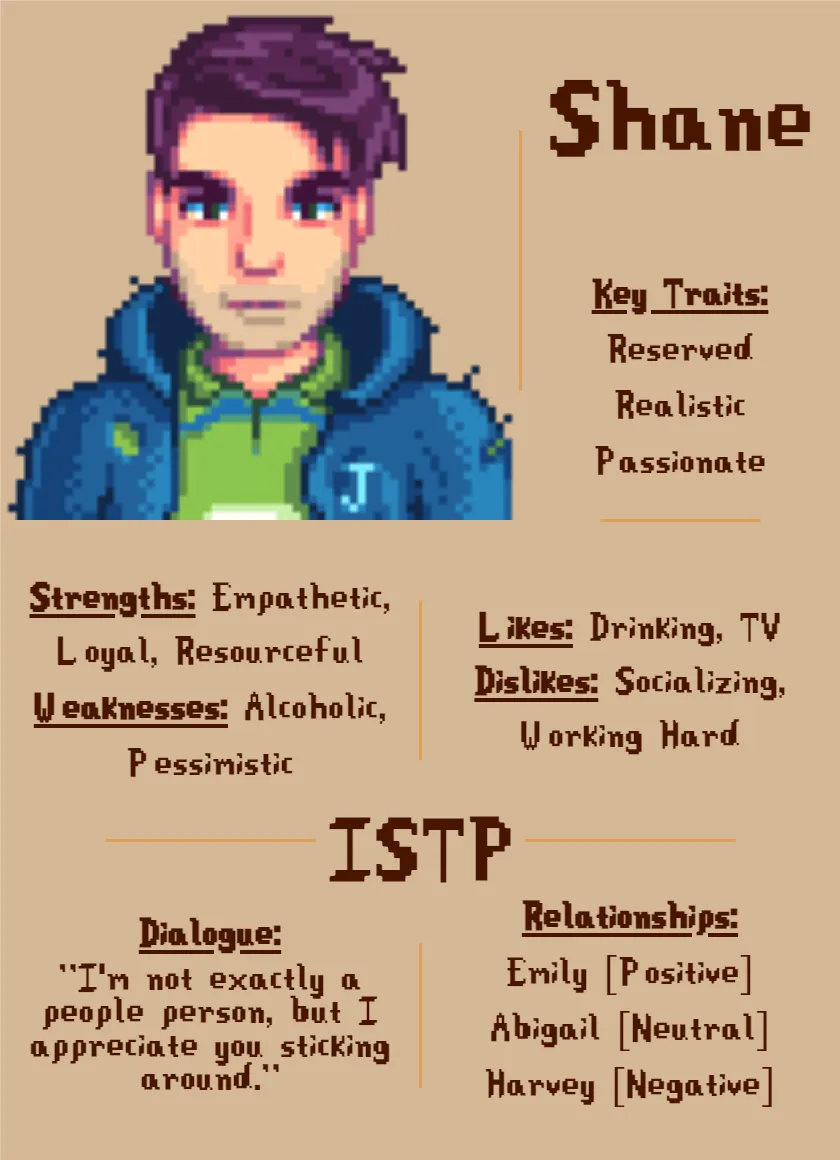 Shane
Key Traits:
Reserved
Realistic
Passionate
J
Strengths: Empathetic,
Loyal, Resourceful
Weaknesses: Alcoholic,
Pessimistic
Likes: Drinking, TV
Dislikes: Socializing,
Working Hard
ISTP
Dialogue:
"I'm not exactly a
people person, but I
appreciate you sticking
around."
Relationships:
Emily [Positive]
Abigail [Neutral]
Harvey [Negative]